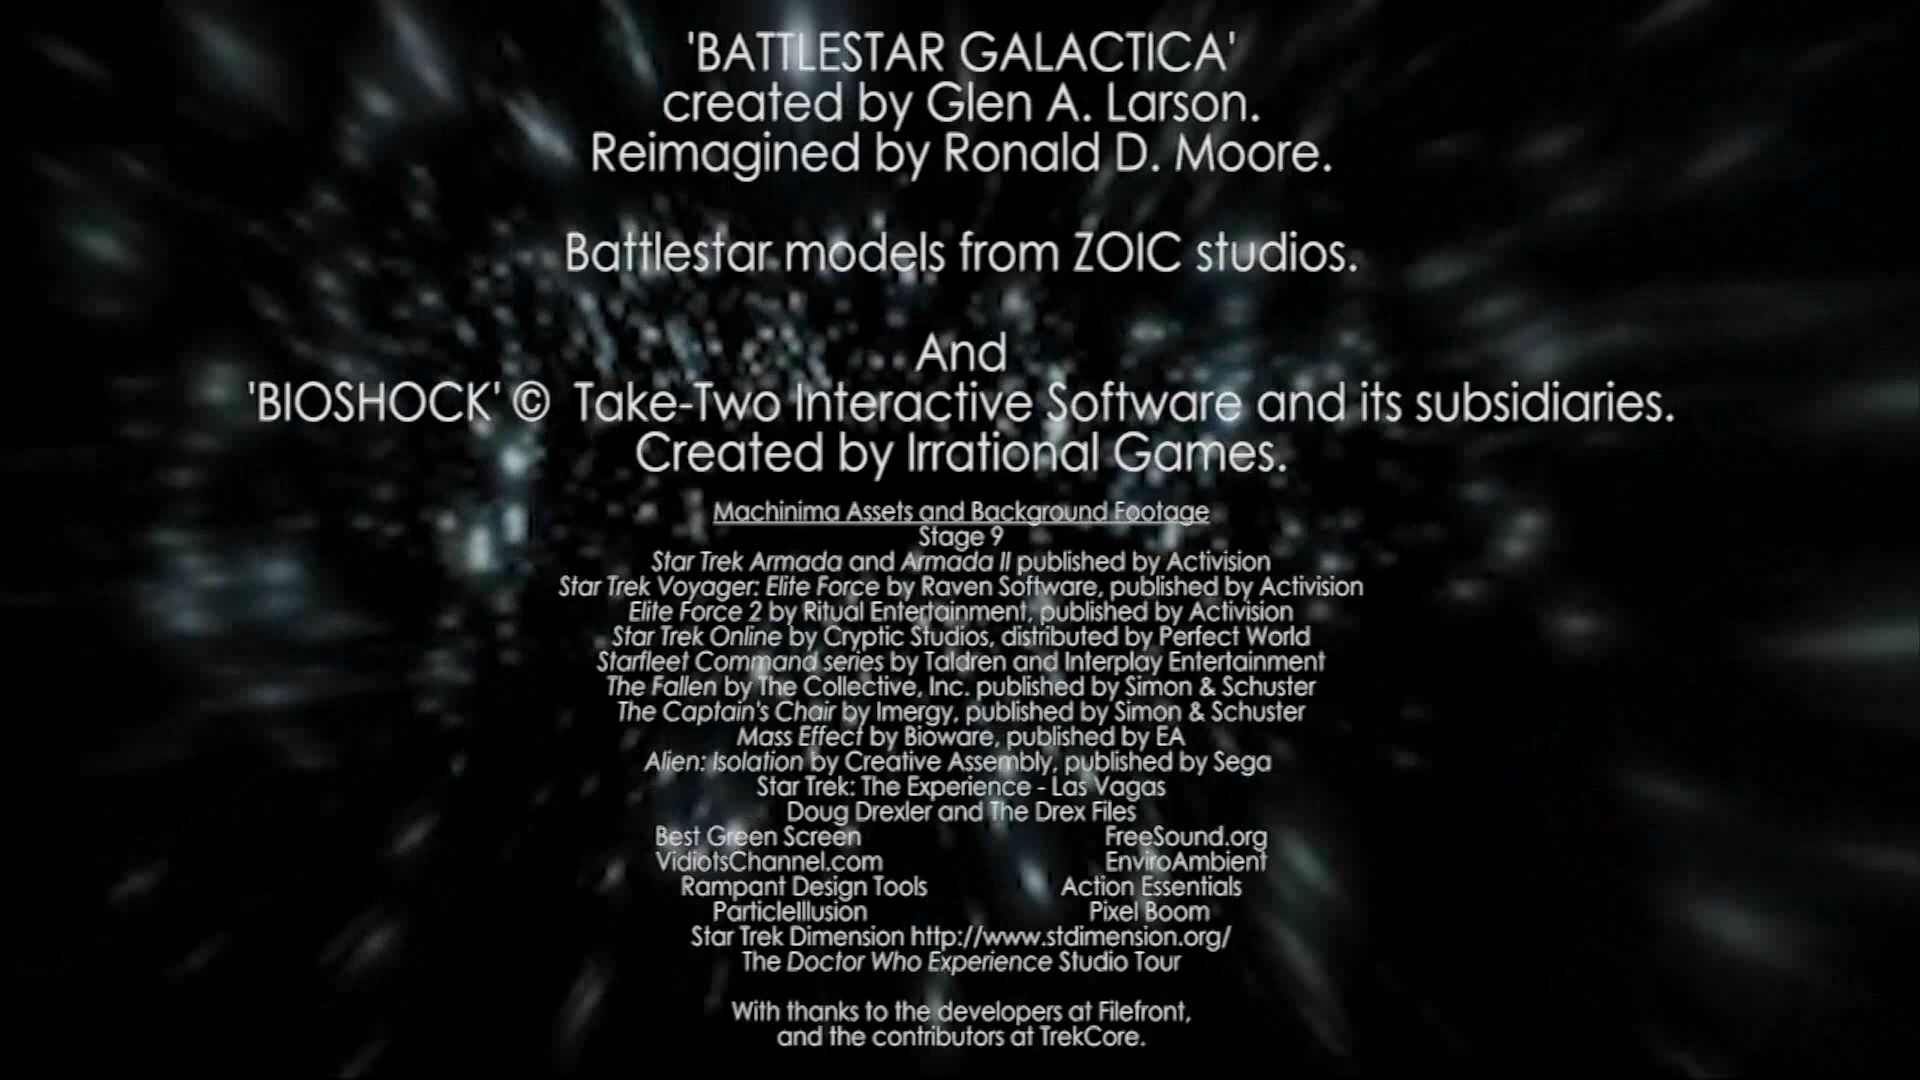 'BATTLESTAR GALACTICA'
created by Glen A. Larson.
Reimagined by Ronald D. Moore.
Battlestar models from ZOIC studios.
And
'BIOSHOCK' © Take-Two Interactive Software and its subsidiaries.
Created by Irrational Games.
Machinima Assets and Background Footage
Stage 9
Star Trek Armada and Armada II published by Activision
Star Trek Voyager: Elite Force by Raven Software, published by Activision
Elite Force 2 by Ritual Entertainment, published by Activision
Star Trek Online by Cryptic Studios, distributed by Perfect World
Starfleet Command series by Taldren and Interplay Entertainment
The Fallen by The Collective, Inc. published by Simon & Schuster
The Captain's Chair by Imergy, published by Simon & Schuster
Mass Effect by Bioware, published by EA
Alien: Isolation by Creative Assembly, published by Sega
Star Trek: The Experience - Las Vagas
Doug Drexler and The Drex Files
Best Green Screen FreeSound.org
VidiotsChannel.com EnviroAmbient
Rampant Design Tools Action Essentials
ParticleIllusion Pixel Boom
Star Trek Dimension http://www.stdimension.org/
The Doctor Who Experience Studio Tour
With thanks to the developers at Filefront,
and the contributors at TrekCore.